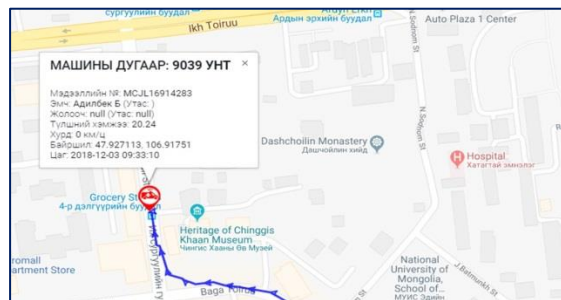 сургуулийн буудал
Ikh Toiruu
Ардын эрхийн буудал
N.Sodnom St
Auto Plaza 1 Center
МАШИНЫ ДУГААР: 9039 УНТ
×
Мэдээллийн №: MCJL16914283
Эмч: Адилбек Б (Утас: )
Жолооч: null (Утас: null)
Түлшний хэмжээ: 20.24
Хурд: 0 км/ц
Байршил: 47.927113, 106.91751
Цаг: 2018-12-03 09:33:10
N.Sodnom St
Dashchoilin Monastery
Дашчойлин хийд
Hospital
Хатагтай эмнэлэг
Grocery St
4-р дэлгүүрийн буудал
Heritage of Chinggis
Khaan Museum
Чингис Хааны Өв Музей
romall
artment Store
Baga Toiruu
National
University of
Mongolia,
School of...
МУИС Эдийн
J.Batmunkh St